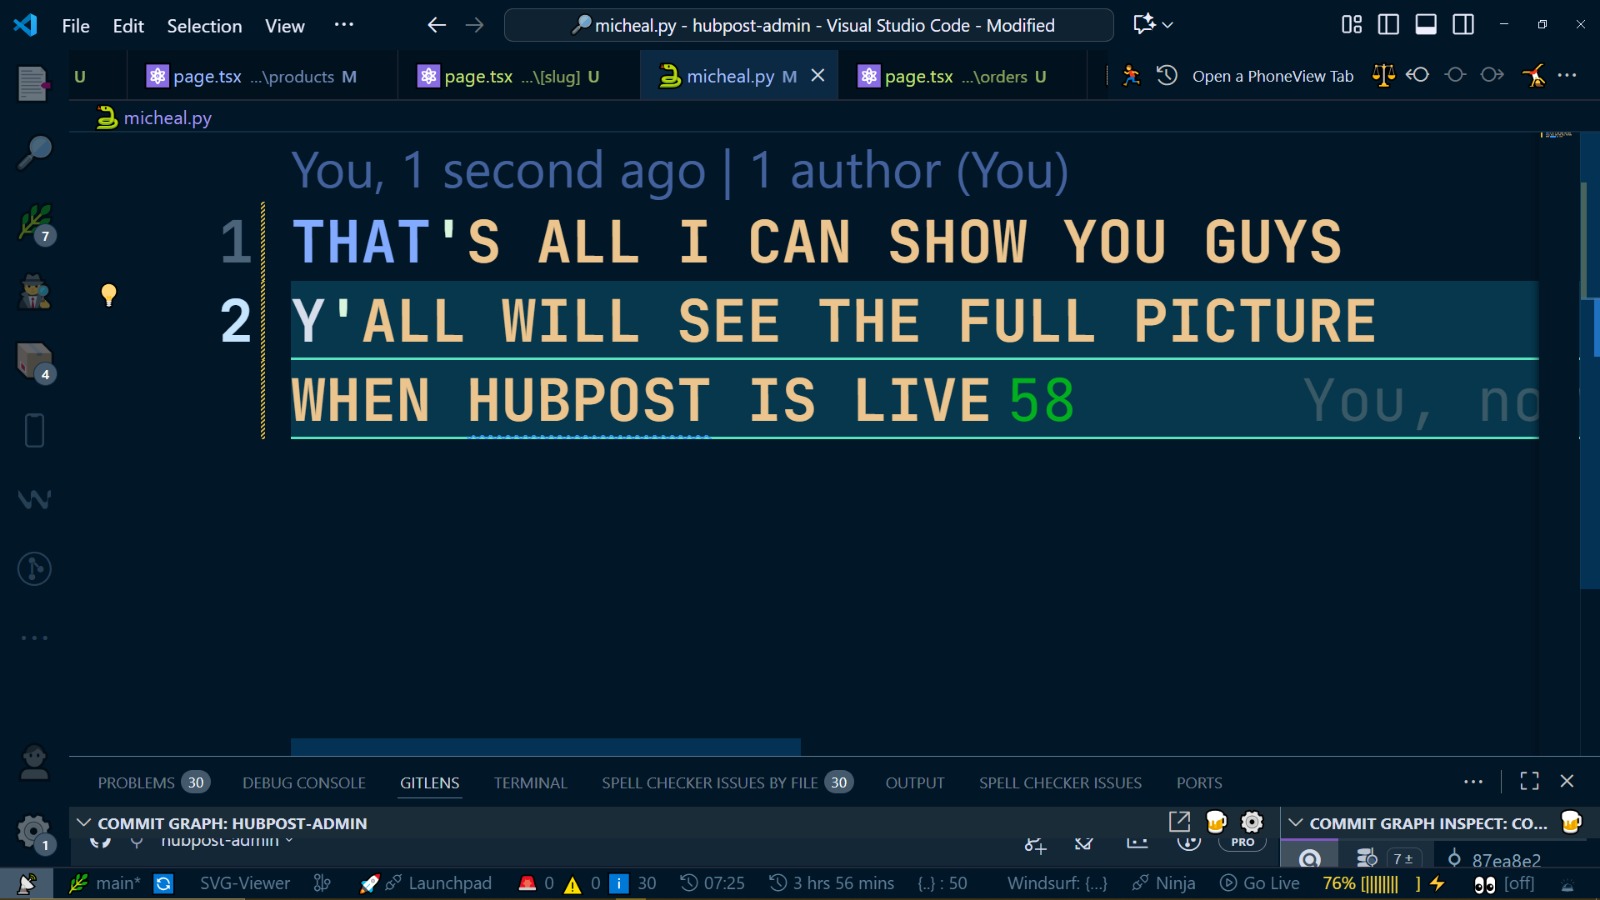 File Edit Selection View ... micheal.py - hubpost-admin - Visual Studio Code - Modified
U page.tsx ...\products M page.tsx ...\[slug] U micheal.py M page.tsx ...\orders U Open a PhoneView Tab
micheal.py
You, 1 second ago | 1 author (You)
1 THAT'S ALL I CAN SHOW YOU GUYS
2 Y'ALL WILL SEE THE FULL PICTURE
WHEN HUBPOST IS LIVE 58 You, no
7
4
1
PROBLEMS 30 DEBUG CONSOLE GITLENS TERMINAL SPELL CHECKER ISSUES BY FILE 30 OUTPUT SPELL CHECKER ISSUES PORTS
COMMIT GRAPH: HUBPOST-ADMIN COMMIT GRAPH INSPECT: CO...
hubpost-admin PRO 7± 87ea8e2
main* SVG-Viewer Launchpad 0 0 30 07:25 3 hrs 56 mins {..} : 50 Windsurf: {...} Ninja Go Live 76% [|||||||| ] [off]